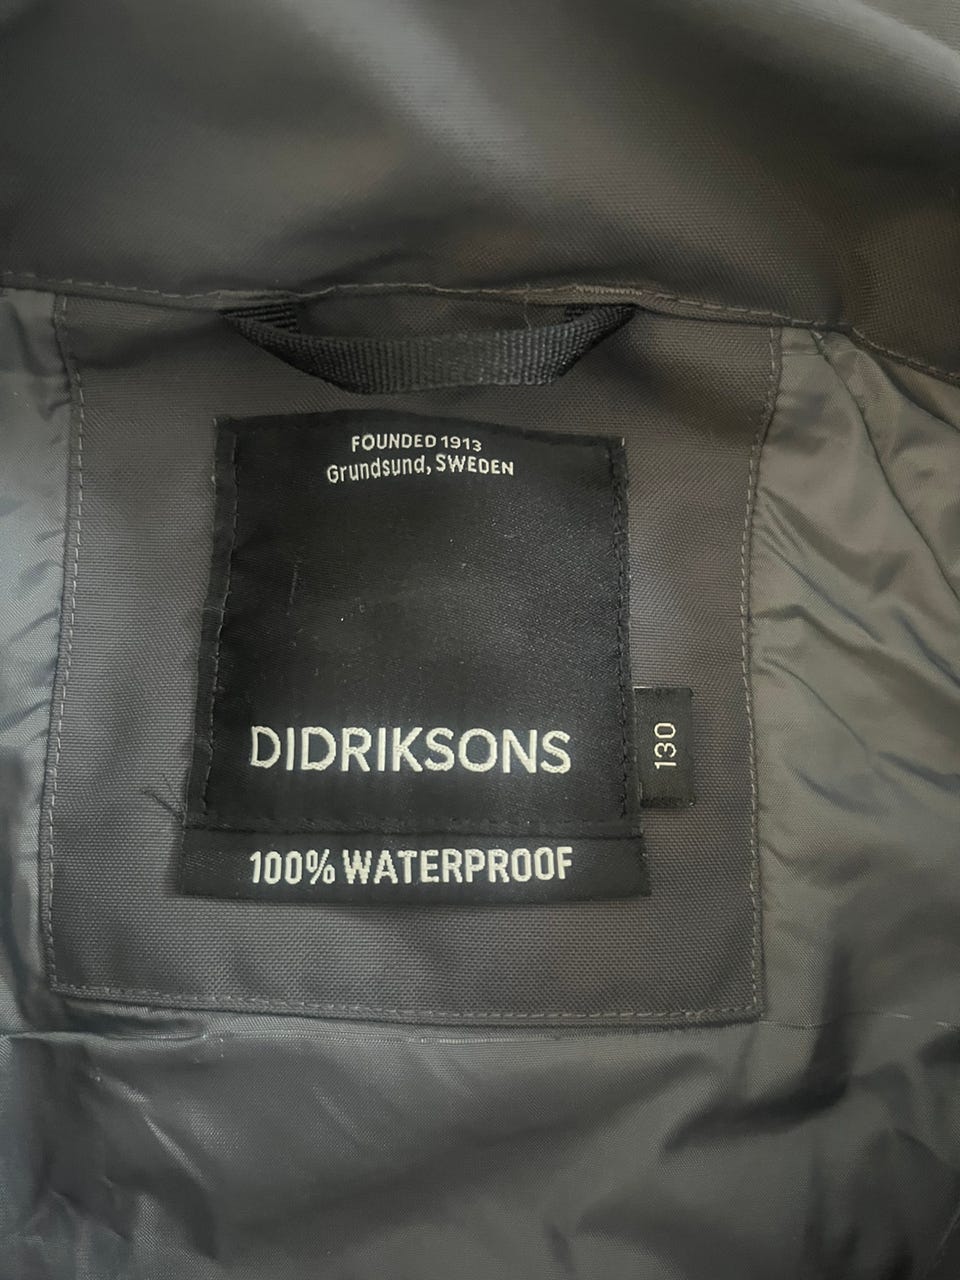 FOUNDED 1913
Grundsund, SWEDEN
DIDRIKSONS
130
100% WATERPROOF